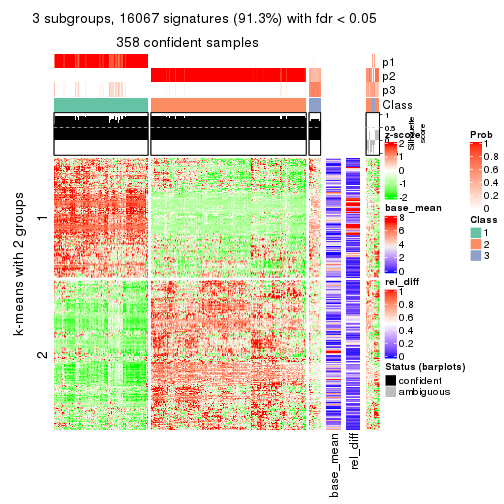 3 subgroups, 16067 signatures (91.3%) with fdr < 0.05
358 confident samples
p1
p2
p3
Class
1
0.5
0
Silhouette
score
k-means with 2 groups
1
2
base_mean
rel_diff
z-score
2
1
0
-1
-2
base_mean
8
6
4
2
0
rel_diff
1
0.8
0.6
0.4
0.2
0
Status (barplots)
confident
ambiguous
Prob
1
0.8
0.6
0.4
0.2
0
Class
1
2
3